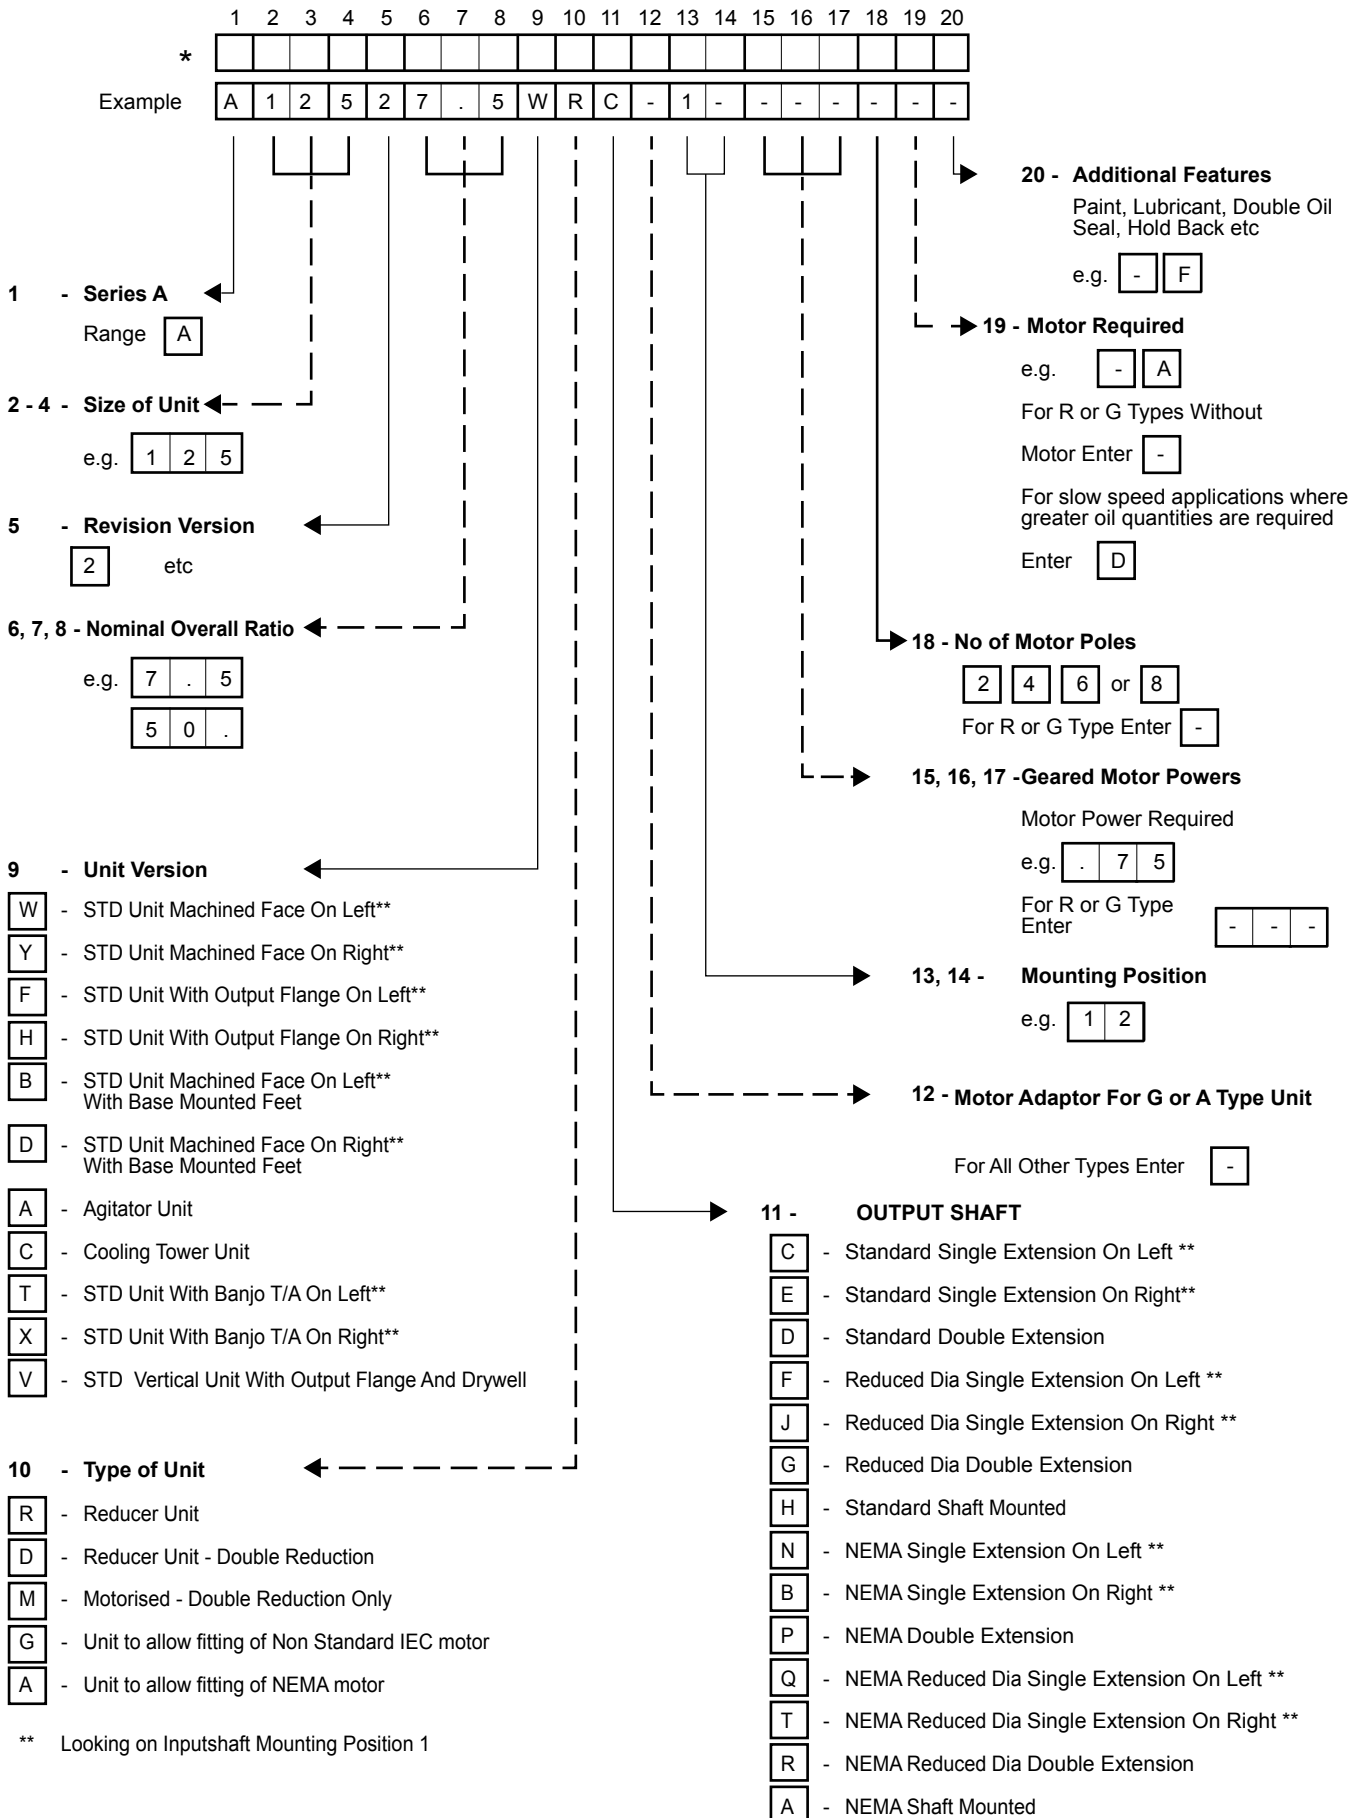 1 2 3 4 5 6 7 8 9 10 11 12 13 14 15 16 17 18 19 20
*
Example A 1 2 5 2 7 . 5 W R C - 1 - - - - - - -
1 - Series A
Range A
2 - 4 - Size of Unit
e.g. 1 2 5
5 - Revision Version
2 etc
6, 7, 8 - Nominal Overall Ratio
e.g. 7 . 5
5 0 .
9 - Unit Version
W - STD Unit Machined Face On Left**
Y - STD Unit Machined Face On Right**
F - STD Unit With Output Flange On Left**
H - STD Unit With Output Flange On Right**
B - STD Unit Machined Face On Left**
With Base Mounted Feet
D - STD Unit Machined Face On Right**
With Base Mounted Feet
A - Agitator Unit
C - Cooling Tower Unit
T - STD Unit With Banjo T/A On Left**
X - STD Unit With Banjo T/A On Right**
V - STD Vertical Unit With Output Flange And Drywell
10 - Type of Unit
R - Reducer Unit
D - Reducer Unit - Double Reduction
M - Motorised - Double Reduction Only
G - Unit to allow fitting of Non Standard IEC motor
A - Unit to allow fitting of NEMA motor
** Looking on Inputshaft Mounting Position 1
20 - Additional Features
Paint, Lubricant, Double Oil
Seal, Hold Back etc
e.g. - F
19 - Motor Required
e.g. - A
For R or G Types Without
Motor Enter -
For slow speed applications where
greater oil quantities are required
Enter D
18 - No of Motor Poles
2 4 6 or 8
For R or G Type Enter -
15, 16, 17 -Geared Motor Powers
Motor Power Required
e.g. . 7 5
For R or G Type
Enter - - -
13, 14 - Mounting Position
e.g. 1 2
12 - Motor Adaptor For G or A Type Unit
For All Other Types Enter -
11 - OUTPUT SHAFT
C - Standard Single Extension On Left **
E - Standard Single Extension On Right**
D - Standard Double Extension
F - Reduced Dia Single Extension On Left **
J - Reduced Dia Single Extension On Right **
G - Reduced Dia Double Extension
H - Standard Shaft Mounted
N - NEMA Single Extension On Left **
B - NEMA Single Extension On Right **
P - NEMA Double Extension
Q - NEMA Reduced Dia Single Extension On Left **
T - NEMA Reduced Dia Single Extension On Right **
R - NEMA Reduced Dia Double Extension
A - NEMA Shaft Mounted